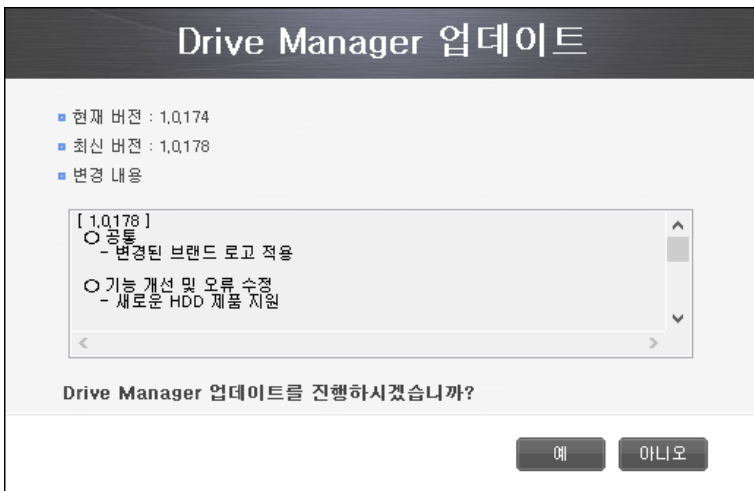 Drive Manager 업데이트
현재 버전 : 1.0.174
최신 버전 : 1.0.178
변경 내용
[ 1.0.178 ]
○ 공통
- 변경된 브랜드 로고 적용
○ 기능 개선 및 오류 수정
- 새로운 HDD 제품 지원
Drive Manager 업데이트를 진행하시겠습니까?
예 아니오